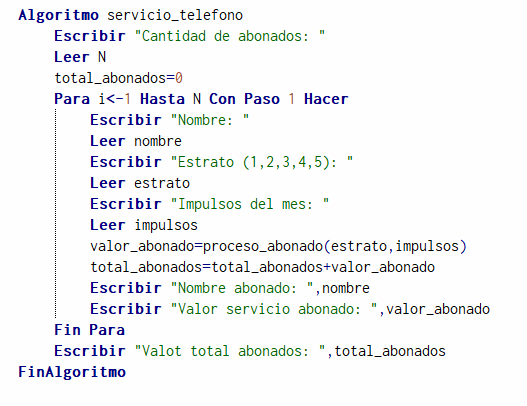 Algoritmo servicio_telefono
Escribir "Cantidad de abonados: "
Leer N
total_abonados=0
Para i<-1 Hasta N Con Paso 1 Hacer
Escribir "Nombre: "
Leer nombre
Escribir "Estrato (1,2,3,4,5): "
Leer estrato
Escribir "Impulsos del mes: "
Leer impulsos
valor_abonado=proceso_abonado(estrato,impulsos)
total_abonados=total_abonados+valor_abonado
Escribir "Nombre abonado: ",nombre
Escribir "Valor servicio abonado: ",valor_abonado
Fin Para
Escribir "Valot total abonados: ",total_abonados
FinAlgoritmo